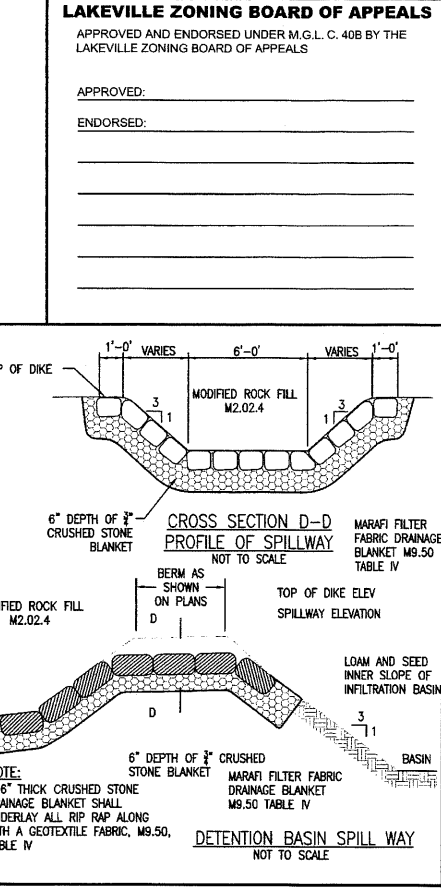 LAKEVILLE ZONING BOARD OF APPEALS
APPROVED AND ENDORSED UNDER M.G.L. C. 40B BY THE
LAKEVILLE ZONING BOARD OF APPEALS
APPROVED:
ENDORSED:
1'-0' VARIES 6'-0' VARIES 1'-0'
P OF DIKE
3
1
MODIFIED ROCK FILL
M2.02.4
3
1
6" DEPTH OF 3/4"
CRUSHED STONE
BLANKET
CROSS SECTION D-D
PROFILE OF SPILLWAY
NOT TO SCALE
MARAFI FILTER
FABRIC DRAINAGE
BLANKET M9.50
TABLE IV
BERM AS
SHOWN
ON PLANS
TOP OF DIKE ELEV
SPILLWAY ELEVATION
FIED ROCK FILL
M2.02.4
D
D
LOAM AND SEED
INNER SLOPE OF
INFILTRATION BASIN
3
1
BASIN
6" DEPTH OF 3/4" CRUSHED
STONE BLANKET
MARAFI FILTER FABRIC
DRAINAGE BLANKET
M9.50 TABLE IV
OTE:
6" THICK CRUSHED STONE
AINAGE BLANKET SHALL
DERLAY ALL RIP RAP ALONG
TH A GEOTEXTILE FABRIC, M9.50,
BLE IV
DETENTION BASIN SPILL WAY
NOT TO SCALE